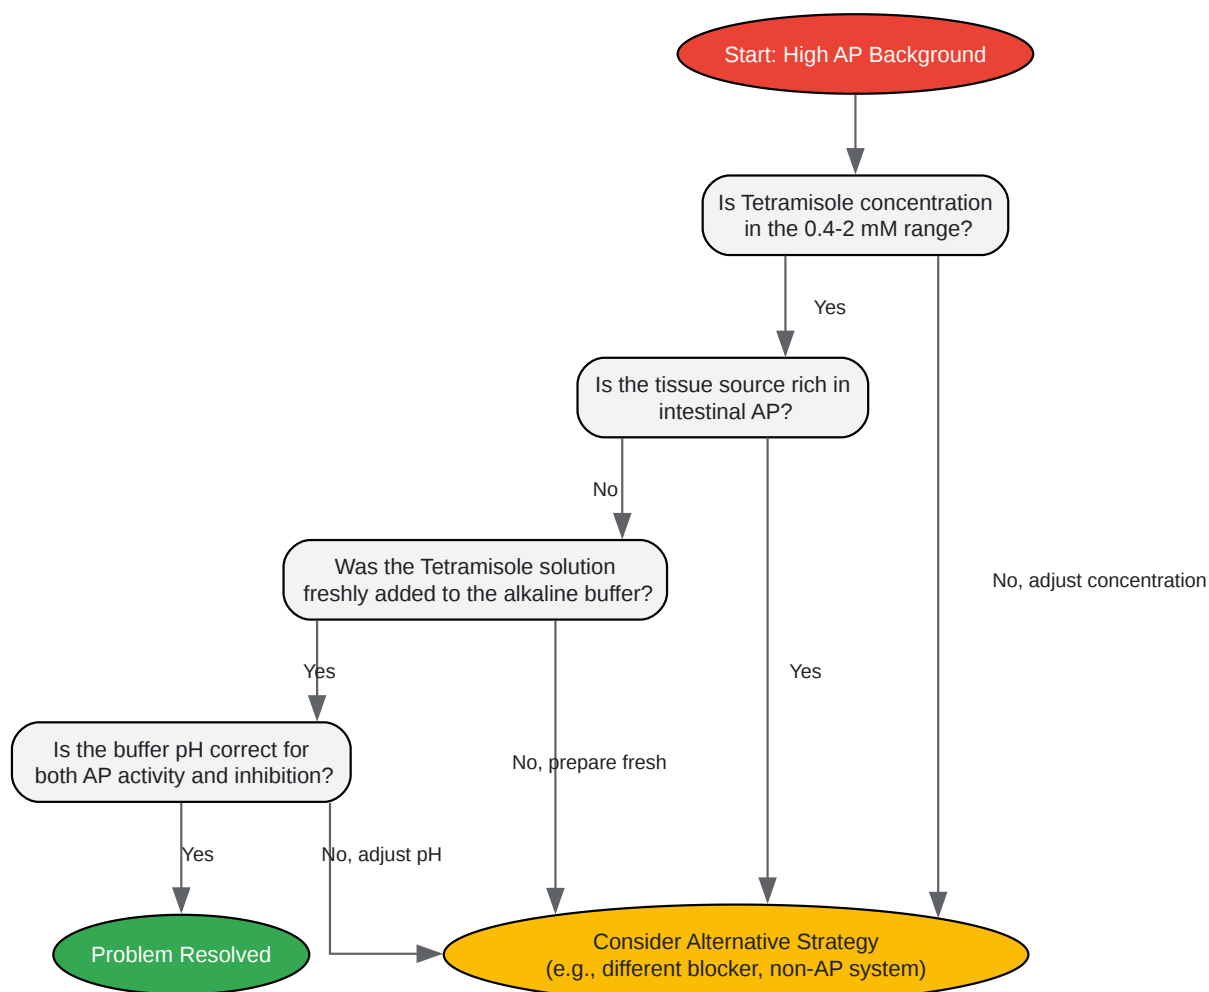 Start: High AP Background
Is Tetramisole concentration
in the 0.4-2 mM range?
Yes
Is the tissue source rich in
intestinal AP?
No
Was the Tetramisole solution
freshly added to the alkaline buffer?
No, adjust concentration
Yes
Yes
Is the buffer pH correct for
both AP activity and inhibition?
No, prepare fresh
Yes
No, adjust pH
Problem Resolved
Consider Alternative Strategy
(e.g., different blocker, non-AP system)